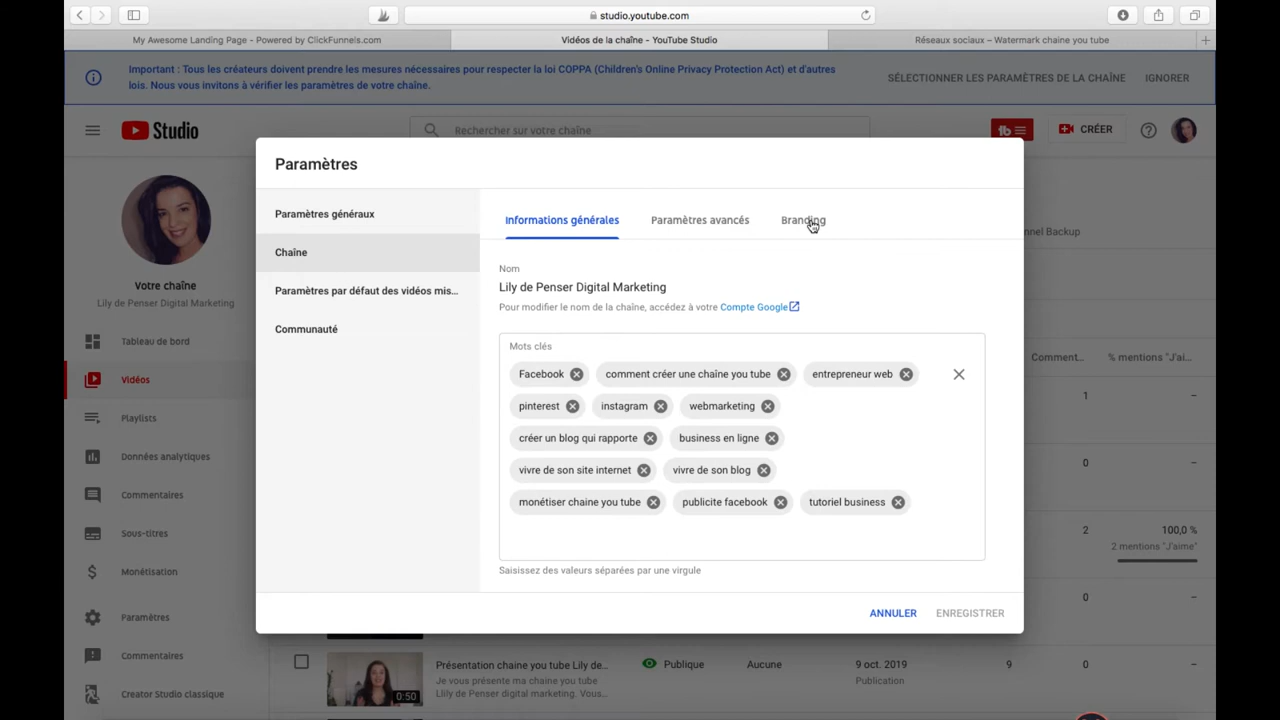 studio.youtube.com
My Awesome Landing Page - Powered by ClickFunnels.com
Vidéos de la chaîne - YouTube Studio
Réseaux sociaux – Watermark chaine you tube
Important : Tous les créateurs doivent prendre les mesures nécessaires pour respecter la loi COPPA (Children's Online Privacy Protection Act) et d'autres
lois. Nous vous invitons à vérifier les paramètres de votre chaîne.
SÉLECTIONNER LES PARAMÈTRES DE LA CHAÎNE
IGNORER
Studio
Rechercher sur votre chaîne
CRÉER
Paramètres
Paramètres généraux
Chaîne
Paramètres par défaut des vidéos mis...
Communauté
Informations générales
Paramètres avancés
Branding
Nom
Lily de Penser Digital Marketing
Pour modifier le nom de la chaîne, accédez à votre Compte Google
Mots clés
Facebook
comment créer une chaîne you tube
entrepreneur web
pinterest
instagram
webmarketing
créer un blog qui rapporte
business en ligne
vivre de son site internet
vivre de son blog
monétiser chaine you tube
publicite facebook
tutoriel business
Saisissez des valeurs séparées par une virgule
ANNULER
ENREGISTRER
Votre chaîne
Lily de Penser Digital Marketing
Tableau de bord
Vidéos
Playlists
Données analytiques
Commentaires
Sous-titres
Monétisation
Paramètres
Commentaires
Creator Studio classique
nnel Backup
Comment...
% mentions "J'ai...
1
–
0
–
2
100,0 %
2 mentions "J'aime"
0
–
0:50
Présentation chaine you tube Lily de...
Je vous présente ma chaine you tube
Llily de Penser digital marketing. Vous...
Publique
Aucune
9 oct. 2019
Publication
9
0
–